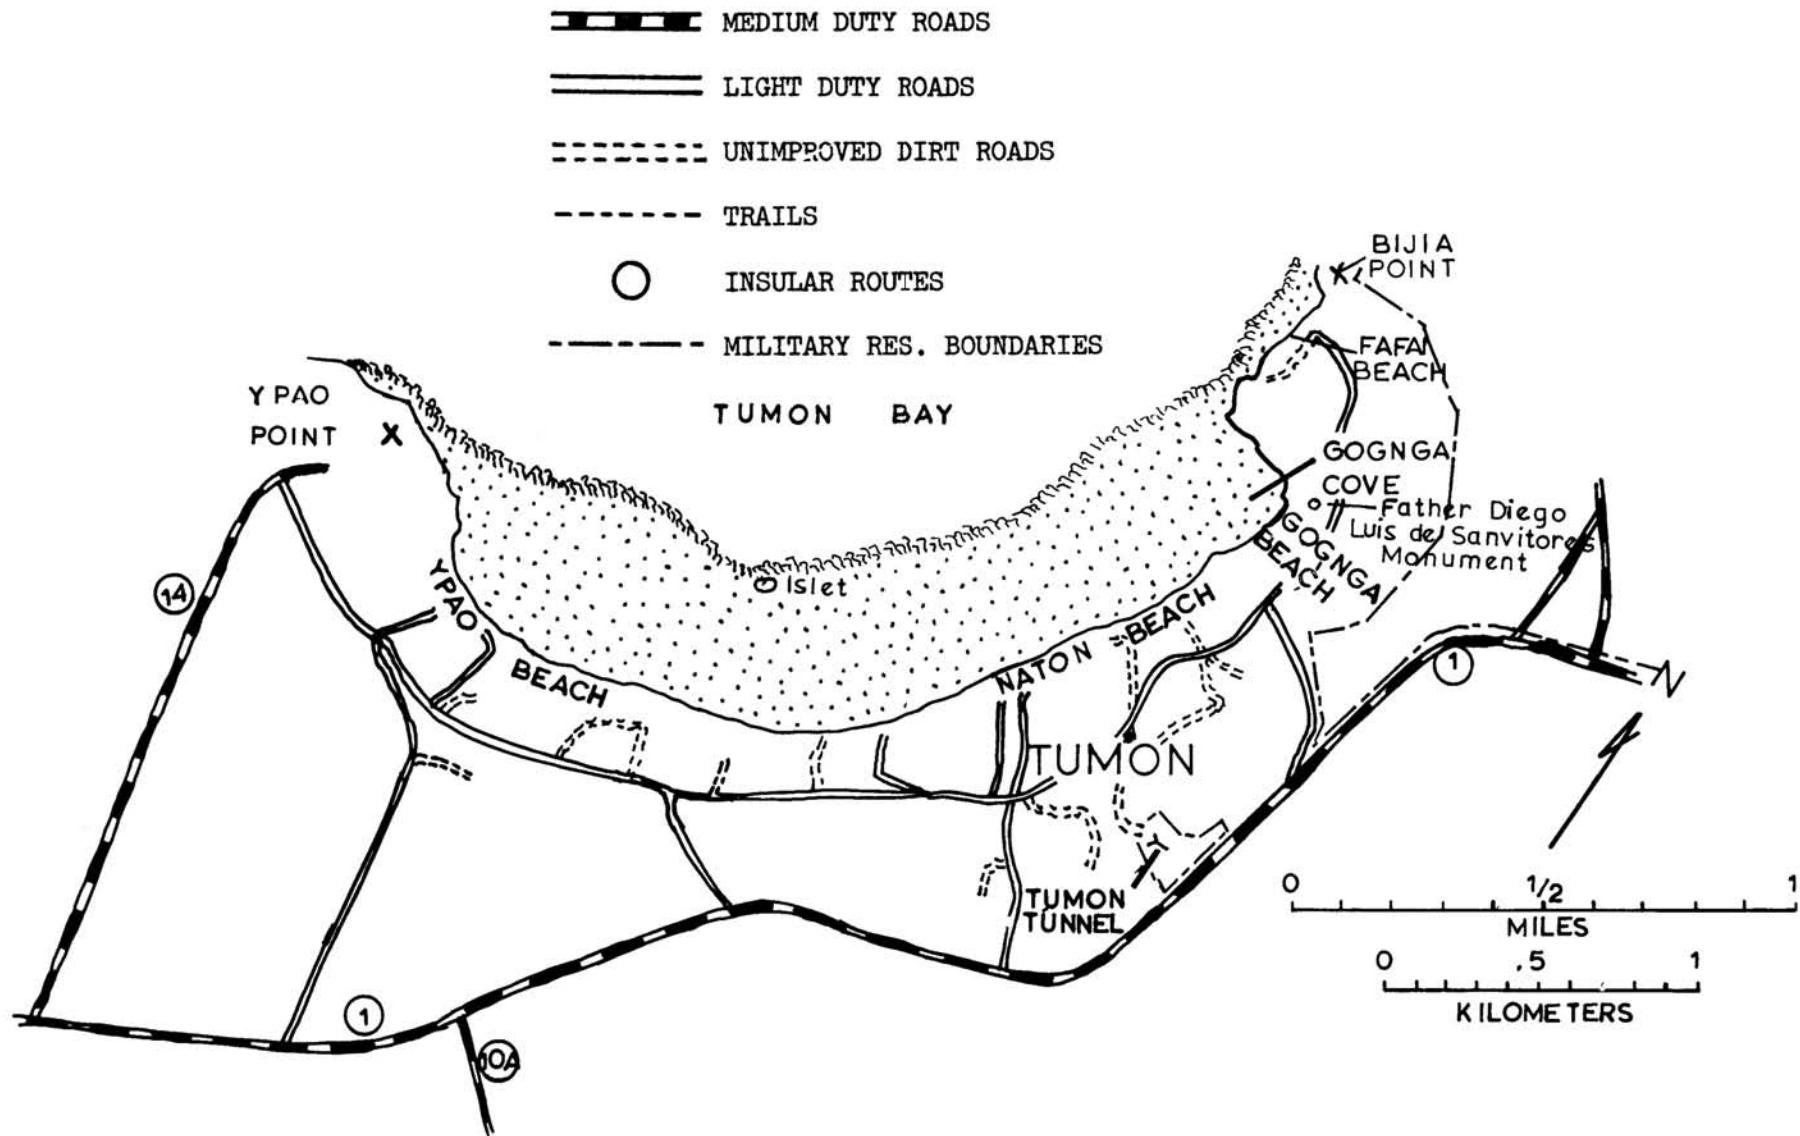 MEDIUM DUTY ROADS
LIGHT DUTY ROADS
UNIMPROVED DIRT ROADS
TRAILS
INSULAR ROUTES
MILITARY RES. BOUNDARIES
TUMON BAY
BIJIA
POINT
X
FAFAI
BEACH
Y PAO
POINT
X
GOGNGA
COVE
Father Diego
Luis de Sanvitores
Monument
GOGNGA
BEACH
Islet
14
YPAO
BEACH
NATON BEACH
TUMON
1
N
TUMON
TUNNEL
0 1/2 1
MILES
0 .5 1
KILOMETERS
1
10A